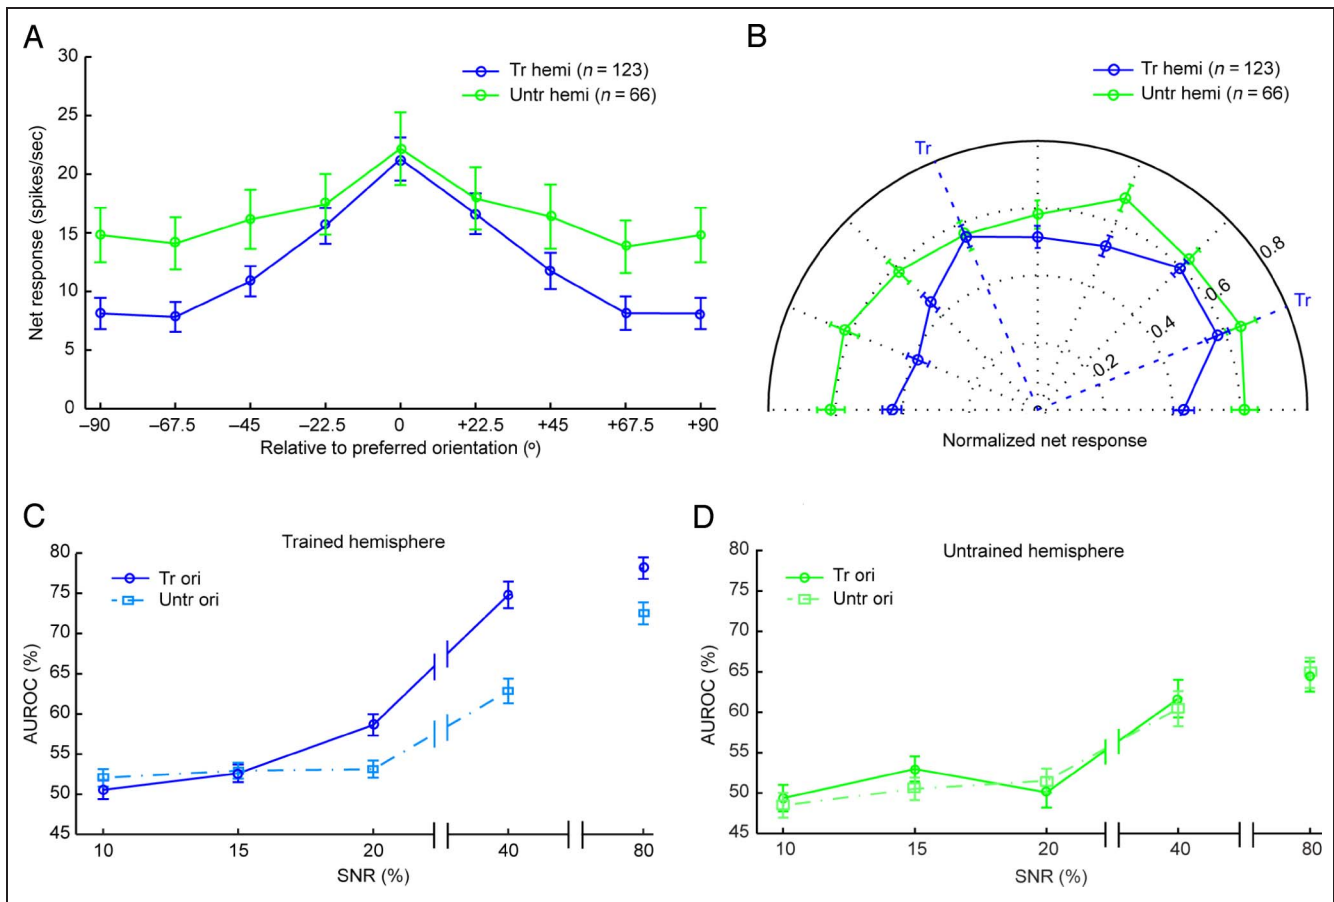 A
Tr hemi (n = 123)
Untr hemi (n = 66)
Net response (spikes/sec)
30
25
20
15
10
5
0
–90 –67.5 –45 –22.5 0 +22.5 +45 +67.5 +90
Relative to preferred orientation (º)
B
Tr hemi (n = 123)
Untr hemi (n = 66)
Tr
Tr
0.8
0.6
0.4
0.2
Normalized net response
C
Trained hemisphere
Tr ori
Untr ori
AUROC (%)
80
75
70
65
60
55
50
45
10 15 20 40 80
SNR (%)
D
Untrained hemisphere
Tr ori
Untr ori
AUROC (%)
80
75
70
65
60
55
50
45
10 15 20 40 80
SNR (%)